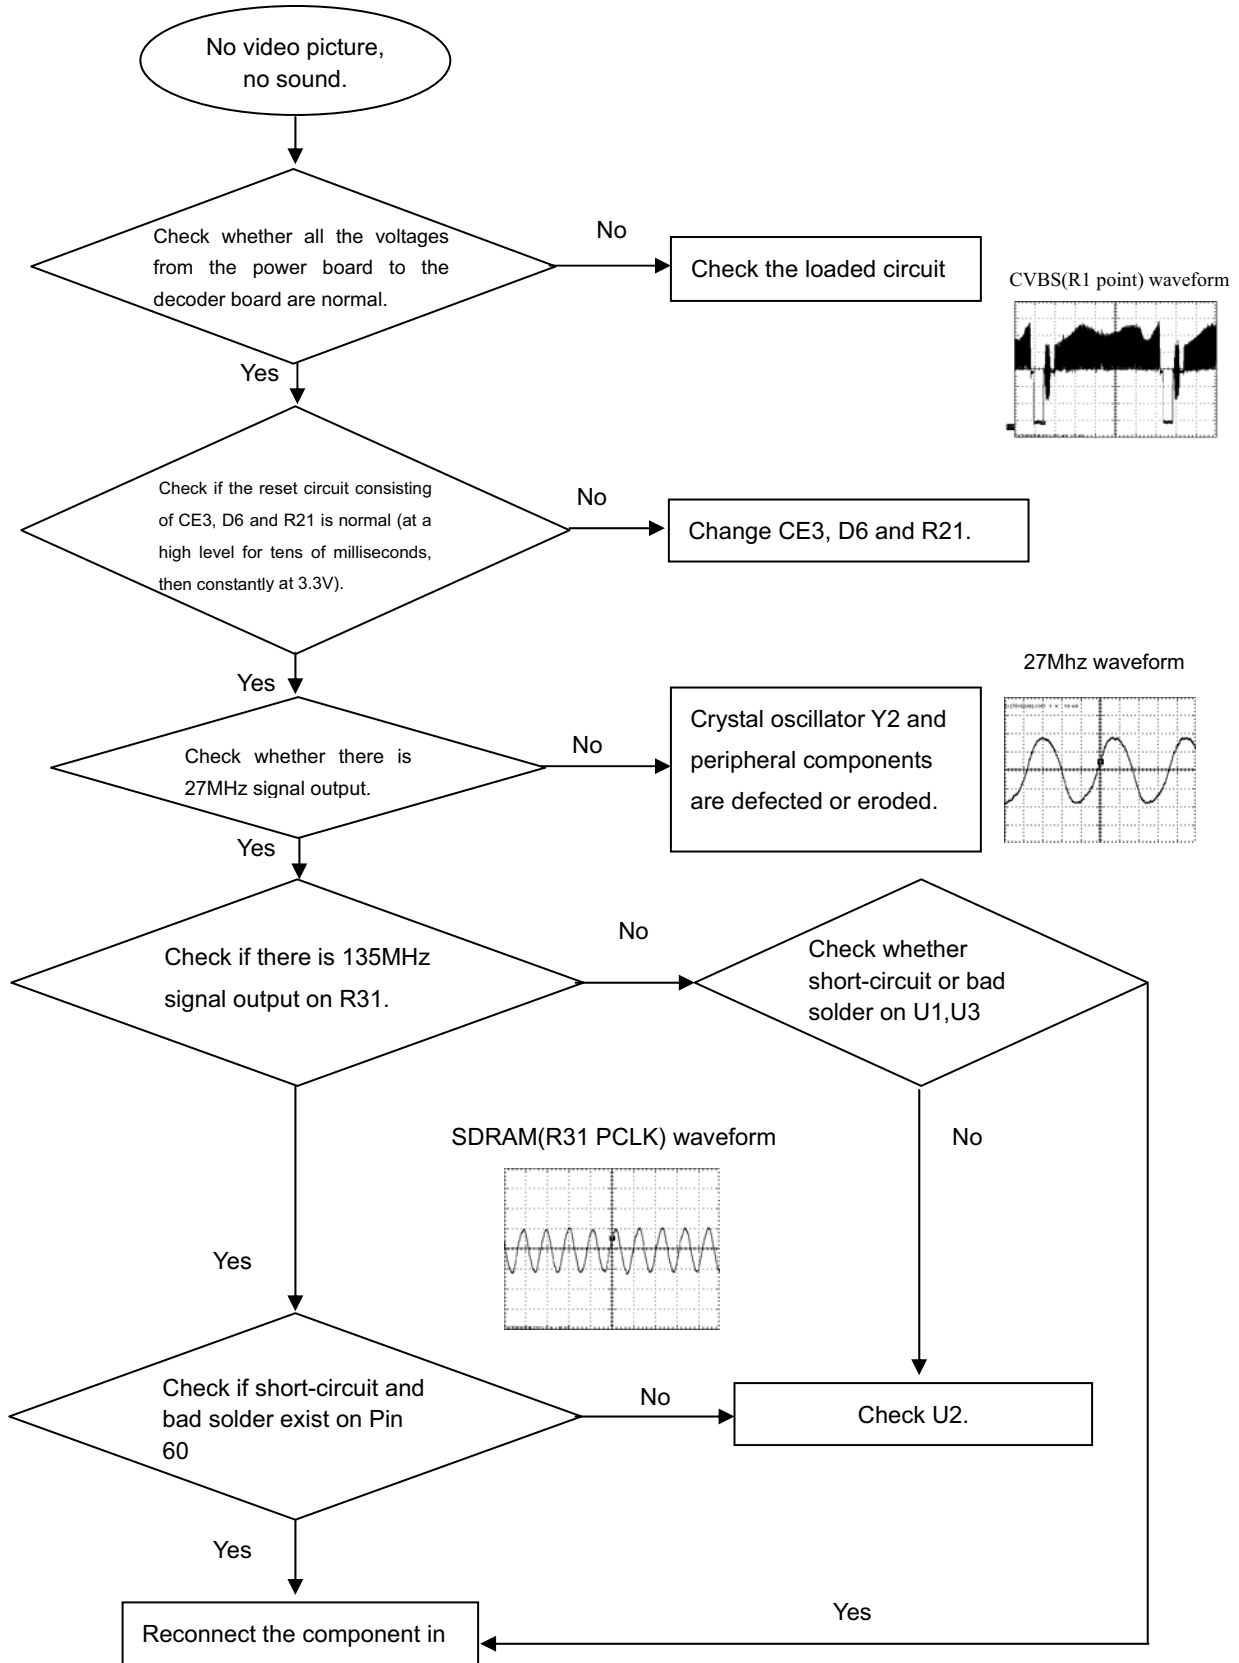 No video picture,
no sound.
Check whether all the voltages
from the power board to the
decoder board are normal.
No
Check the loaded circuit
CVBS(R1 point) waveform
Yes
Check if the reset circuit consisting
of CE3, D6 and R21 is normal (at a
high level for tens of milliseconds,
then constantly at 3.3V).
No
Change CE3, D6 and R21.
27Mhz waveform
Yes
Check whether there is
27MHz signal output.
No
Crystal oscillator Y2 and
peripheral components
are defected or eroded.
Yes
Check if there is 135MHz
signal output on R31.
No
Check whether
short-circuit or bad
solder on U1,U3
SDRAM(R31 PCLK) waveform
No
Yes
Check if short-circuit and
bad solder exist on Pin
60
No
Check U2.
Yes
Yes
Reconnect the component in